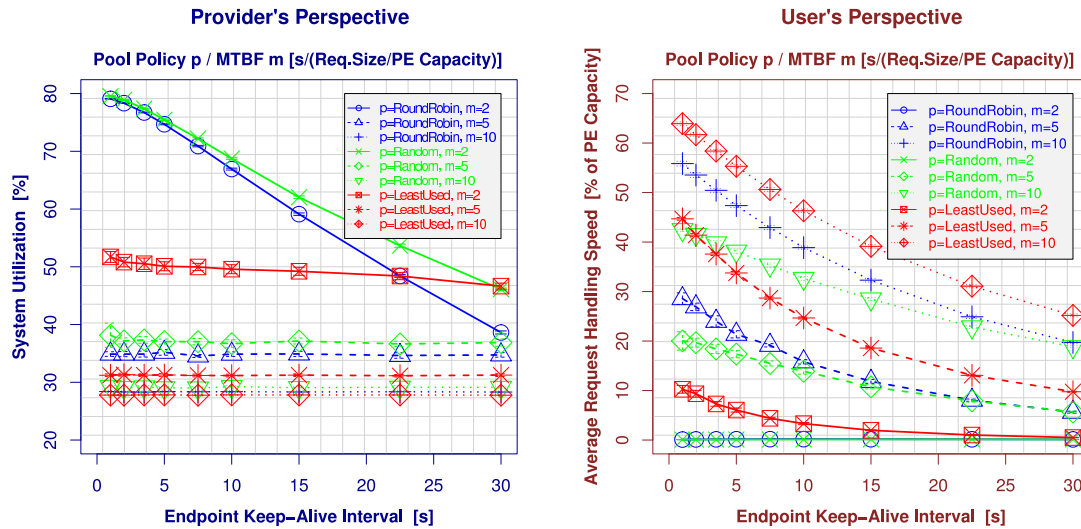 Provider's Perspective
Pool Policy p / MTBF m [s/(Req.Size/PE Capacity)]
System Utilization [%]
80
70
60
50
40
30
20
p=RoundRobin, m=2
p=RoundRobin, m=5
p=RoundRobin, m=10
p=Random, m=2
p=Random, m=5
p=Random, m=10
p=LeastUsed, m=2
p=LeastUsed, m=5
p=LeastUsed, m=10
0 5 10 15 20 25 30
Endpoint Keep−Alive Interval [s]
User's Perspective
Pool Policy p / MTBF m [s/(Req.Size/PE Capacity)]
Average Request Handling Speed [% of PE Capacity]
70
60
50
40
30
20
10
0
p=RoundRobin, m=2
p=RoundRobin, m=5
p=RoundRobin, m=10
p=Random, m=2
p=Random, m=5
p=Random, m=10
p=LeastUsed, m=2
p=LeastUsed, m=5
p=LeastUsed, m=10
0 5 10 15 20 25 30
Endpoint Keep−Alive Interval [s]